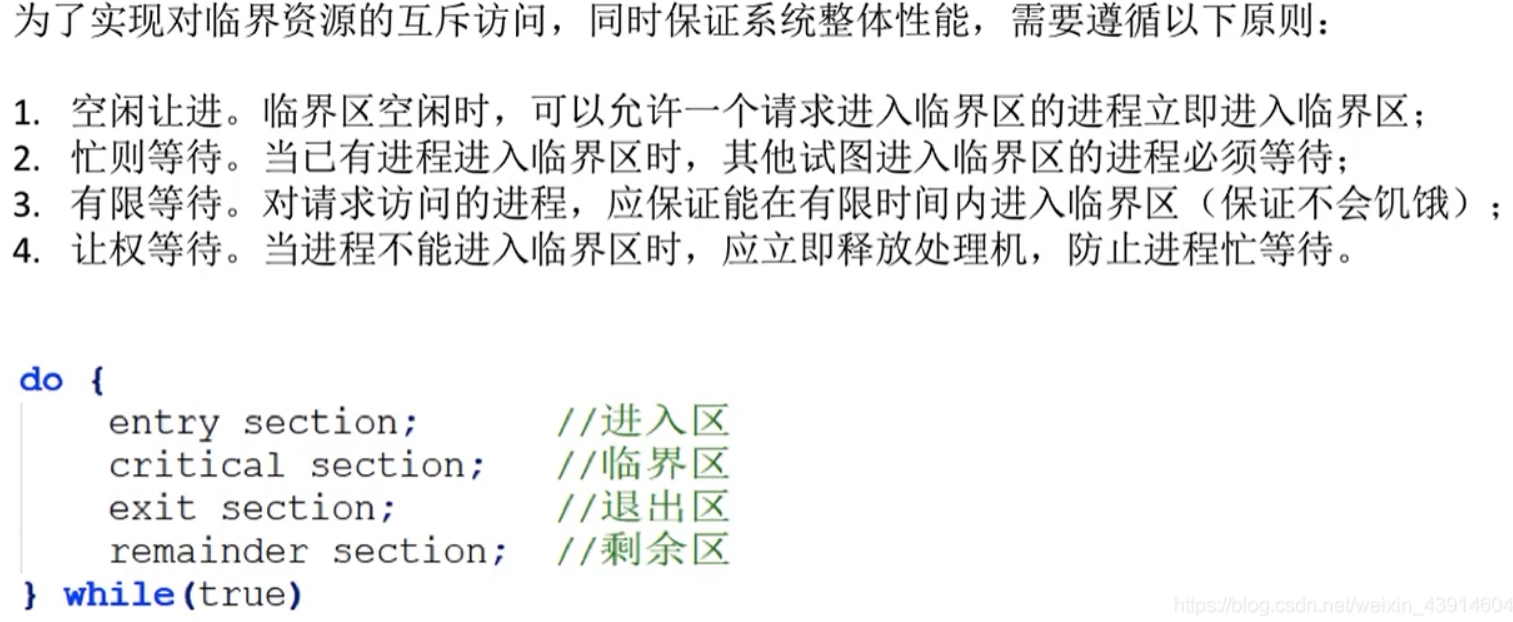 为了实现对临界资源的互斥访问，同时保证系统整体性能，需要遵循以下原则：
1. 空闲让进。临界区空闲时，可以允许一个请求进入临界区的进程立即进入临界区；
2. 忙则等待。当已有进程进入临界区时，其他试图进入临界区的进程必须等待；
3. 有限等待。对请求访问的进程，应保证能在有限时间内进入临界区（保证不会饥饿）；
4. 让权等待。当进程不能进入临界区时，应立即释放处理机，防止进程忙等待。
do {
entry section; //进入区
critical section; //临界区
exit section; //退出区
remainder section; //剩余区
} while(true)
https://blog.csdn.net/weixin_43914604